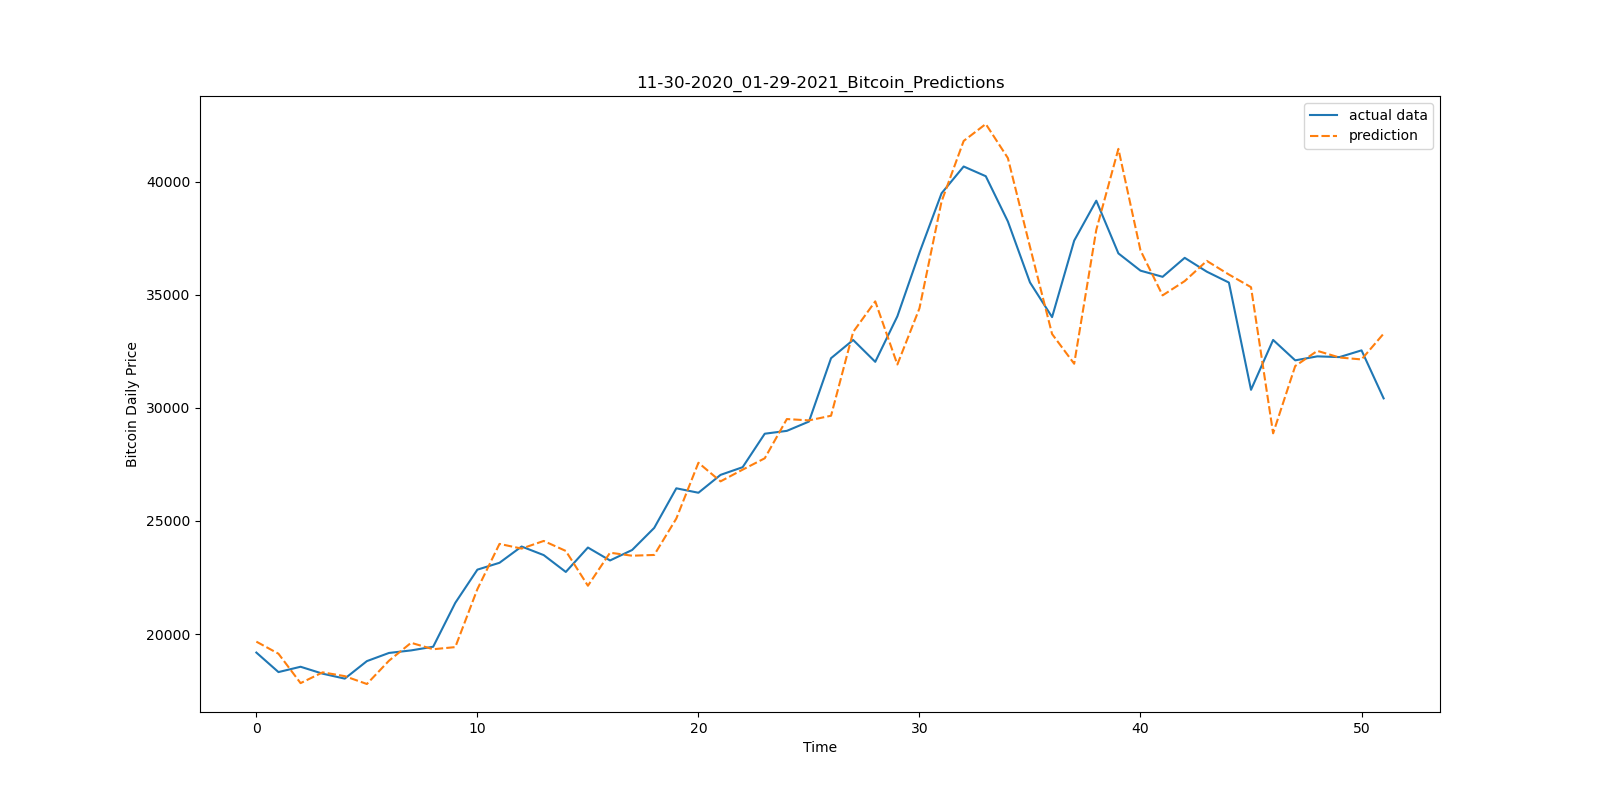 11-30-2020_01-29-2021_Bitcoin_Predictions
actual data
prediction
40000
35000
30000
25000
20000
Bitcoin Daily Price
0 10 20 30 40 50
Time